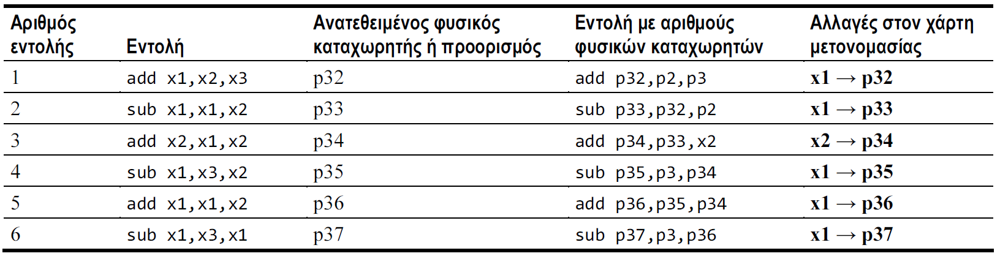 Αριθμός εντολής Εντολή Ανατεθειμένος φυσικός καταχωρητής ή προορισμός Εντολή με αριθμούς φυσικών καταχωρητών Αλλαγές στον χάρτη μετονομασίας
1 add x1,x2,x3 p32 add p32,p2,p3 x1 → p32
2 sub x1,x1,x2 p33 sub p33,p32,p2 x1 → p33
3 add x2,x1,x2 p34 add p34,p33,x2 x2 → p34
4 sub x1,x3,x2 p35 sub p35,p3,p34 x1 → p35
5 add x1,x1,x2 p36 add p36,p35,p34 x1 → p36
6 sub x1,x3,x1 p37 sub p37,p3,p36 x1 → p37